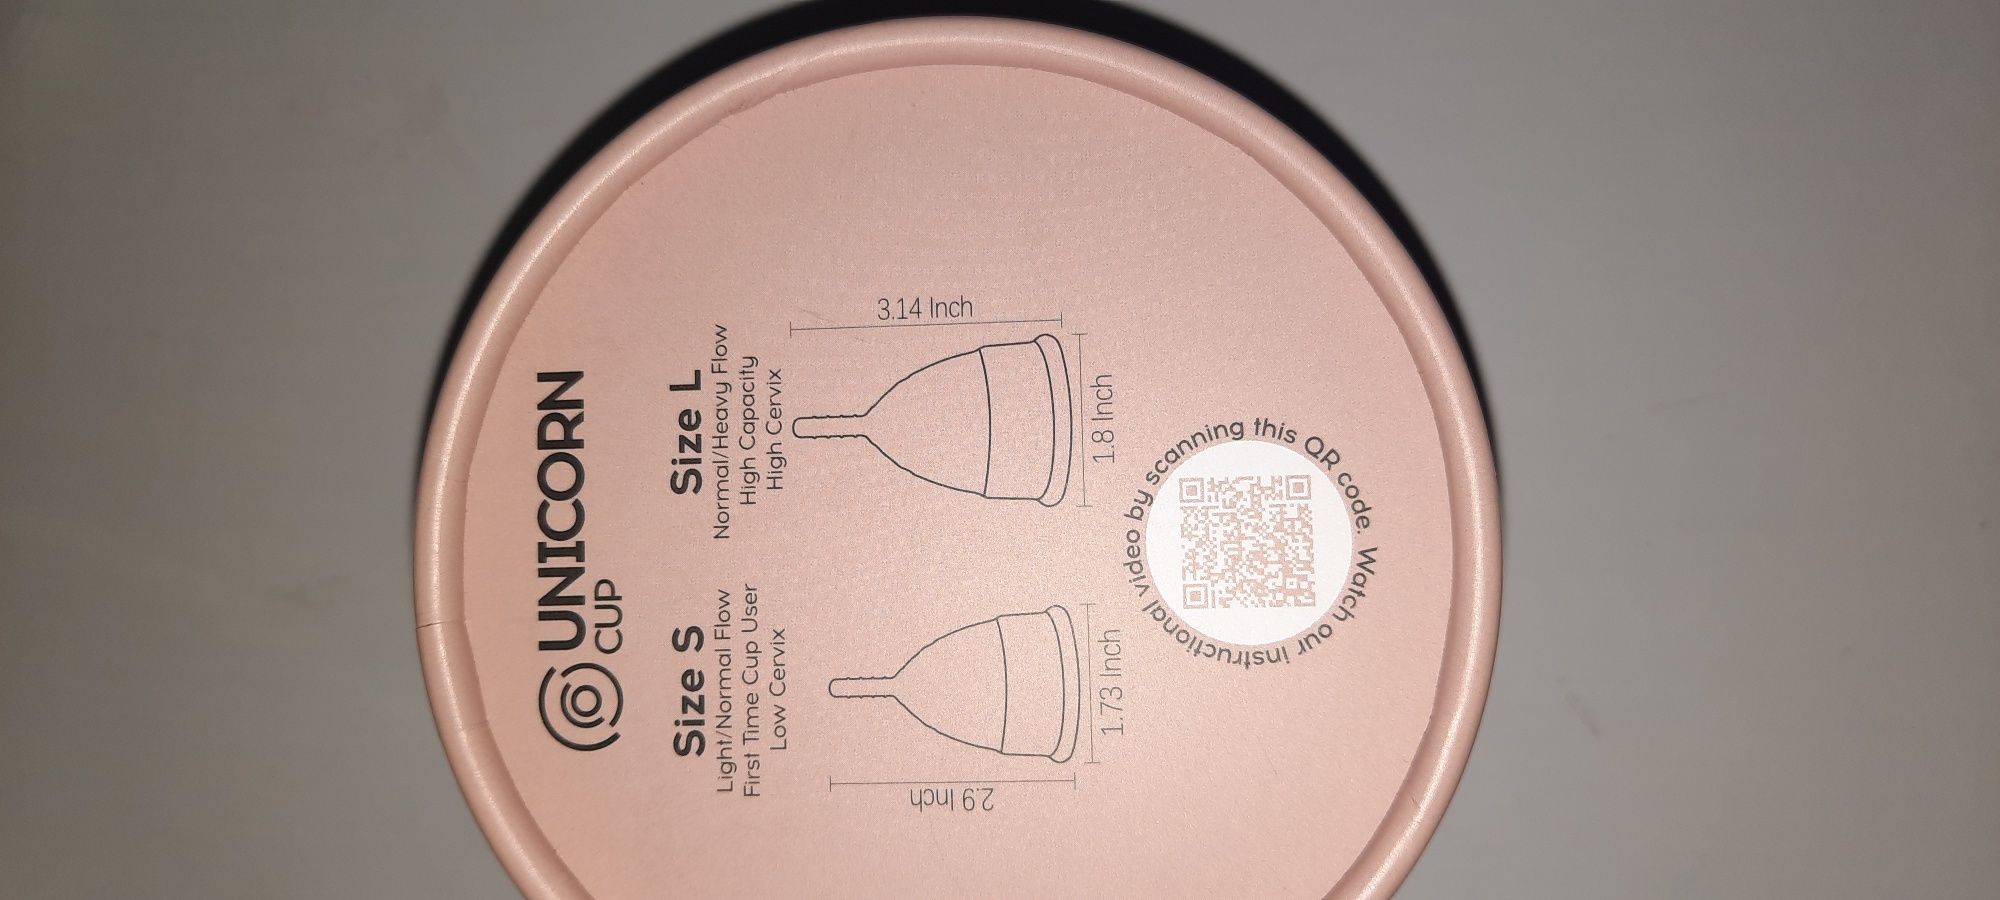 UNICORN
CUP
Size S
Light/Normal Flow
First Time Cup User
Low Cervix
2.9 Inch
1.73 Inch
Size L
Normal/Heavy Flow
High Capacity
High Cervix
3.14 Inch
1.8 Inch
Watch our instructional video by scanning this QR code.